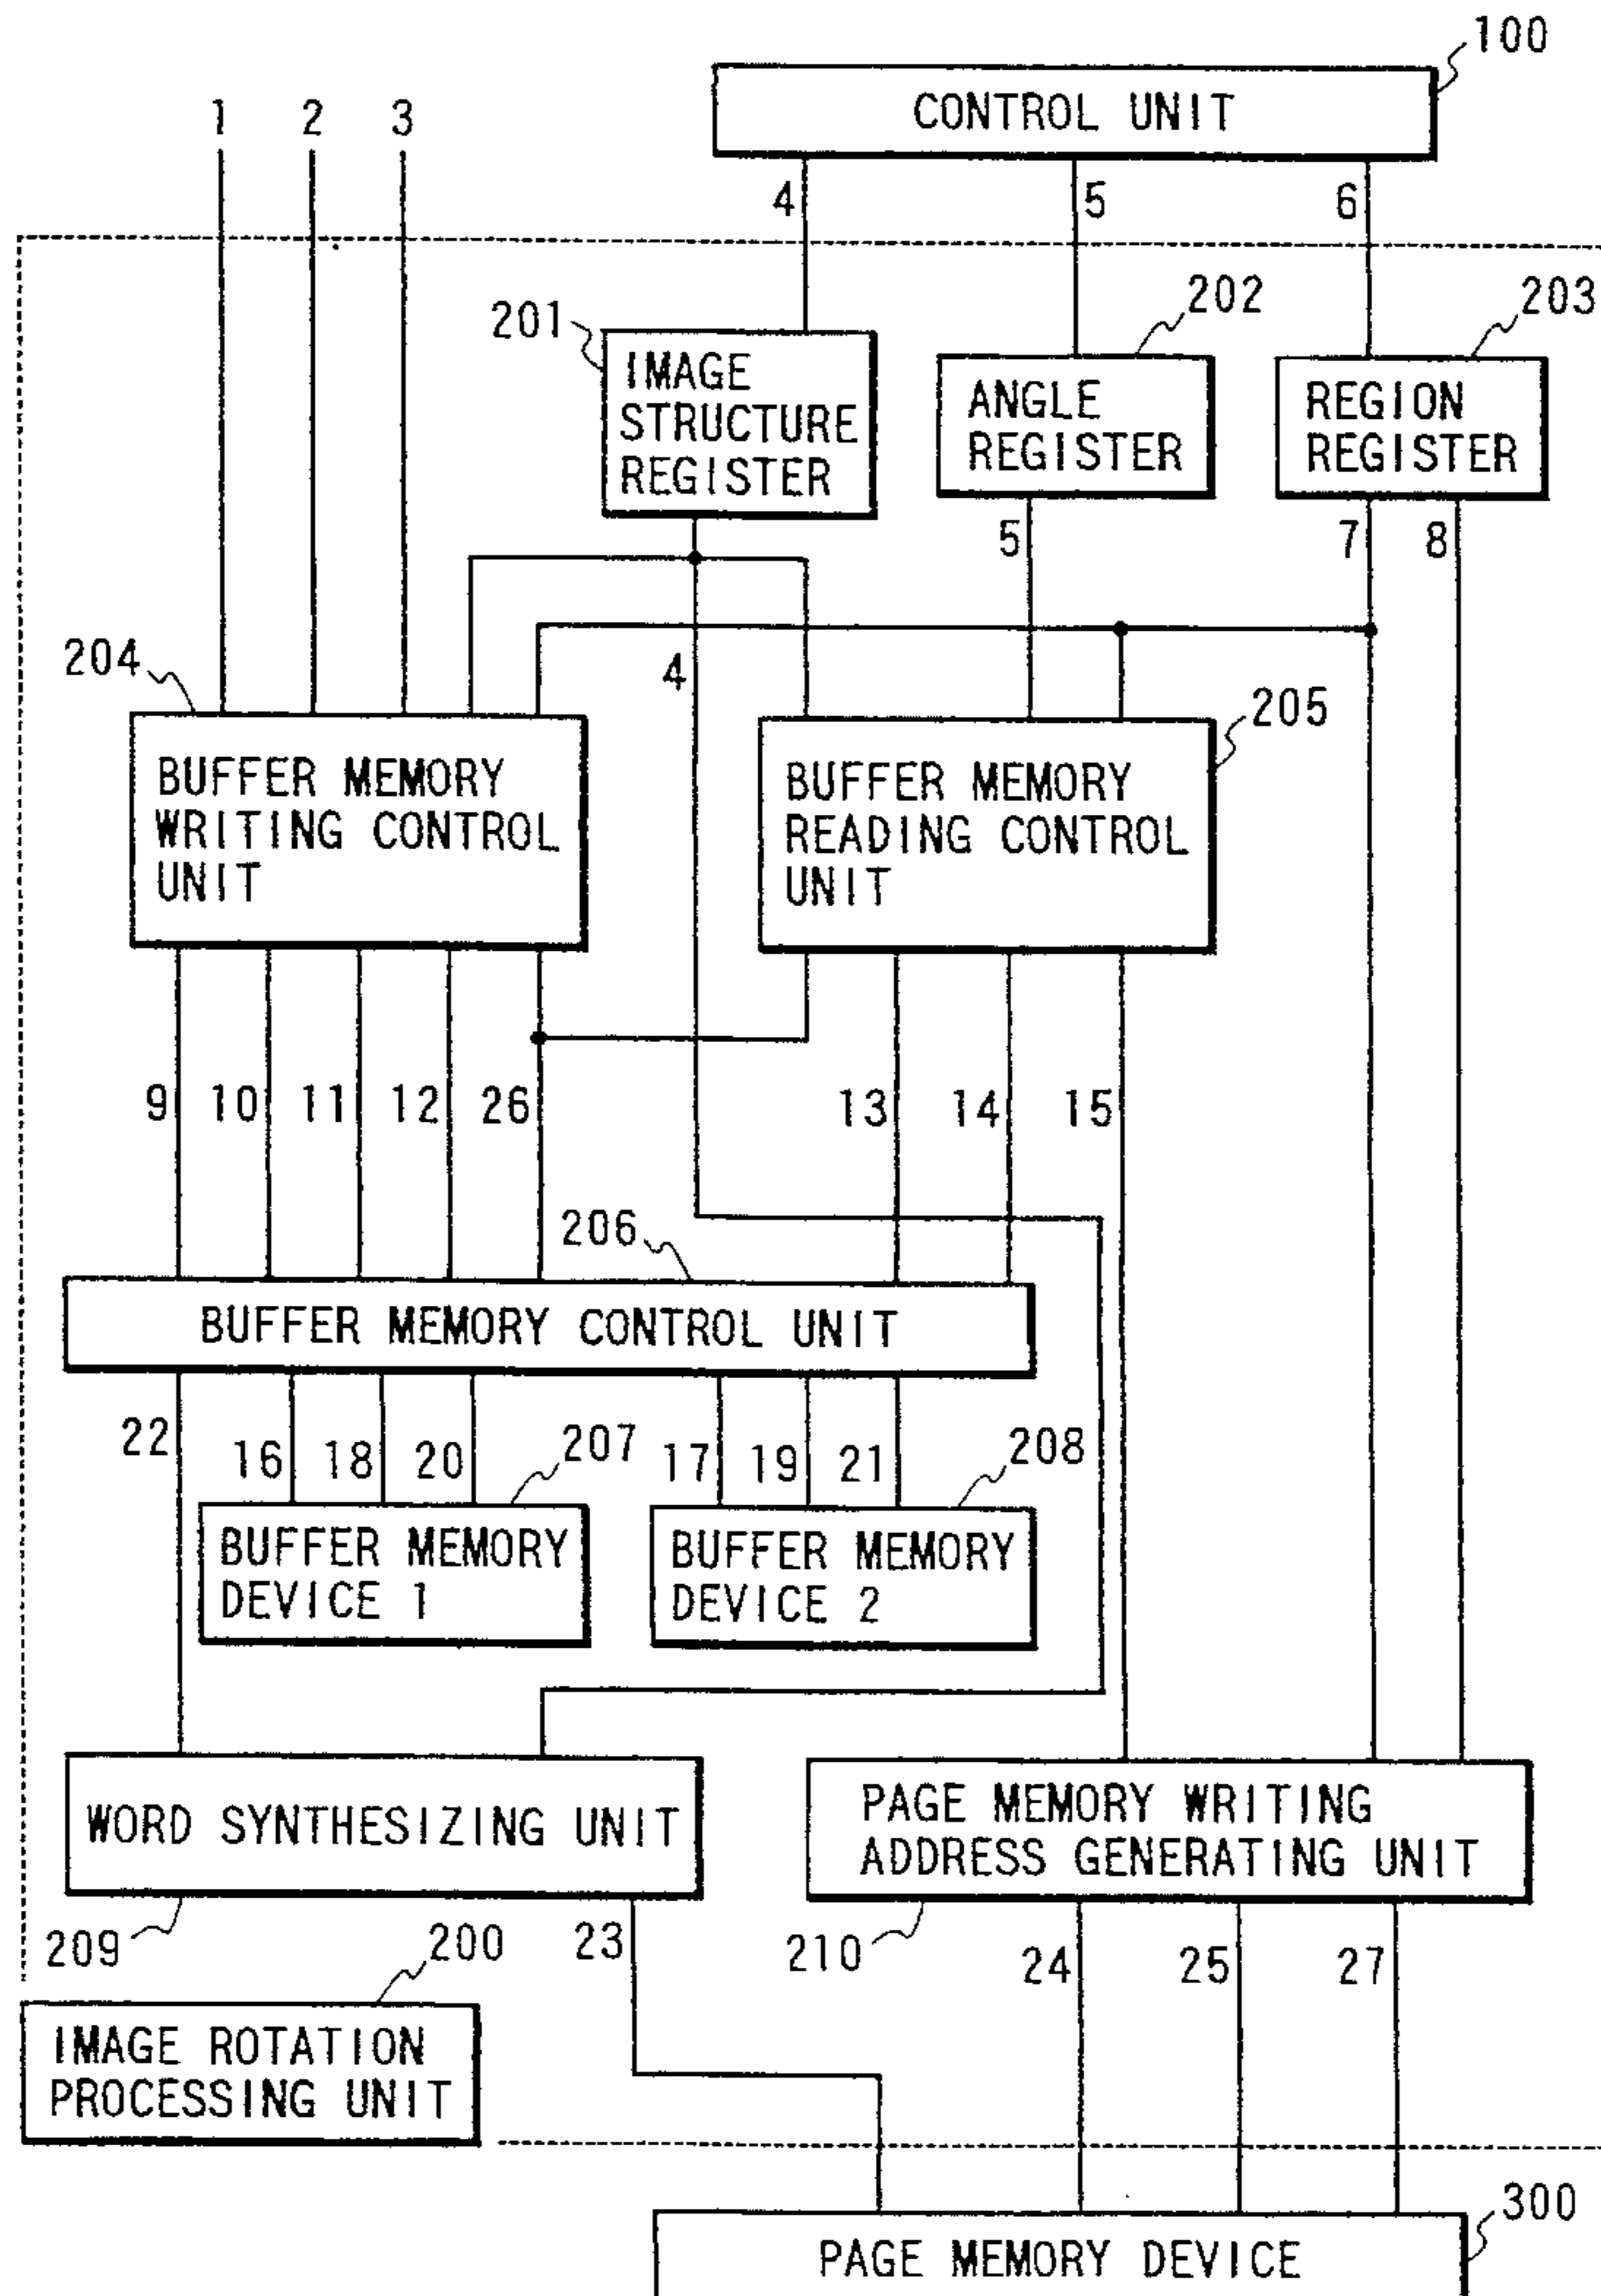 100
CONTROL UNIT
1 2 3
4 5 6
201 202 203
IMAGE
STRUCTURE
REGISTER
ANGLE
REGISTER
REGION
REGISTER
5 7 8
204 4 205
BUFFER MEMORY
WRITING CONTROL
UNIT
BUFFER MEMORY
READING CONTROL
UNIT
9 10 11 12 26 13 14 15
206
BUFFER MEMORY CONTROL UNIT
22 16 18 20 207 17 19 21 208
BUFFER MEMORY
DEVICE 1
BUFFER MEMORY
DEVICE 2
WORD SYNTHESIZING UNIT
PAGE MEMORY WRITING
ADDRESS GENERATING UNIT
209 200 23 210 24 25 27
IMAGE ROTATION
PROCESSING UNIT
300
PAGE MEMORY DEVICE